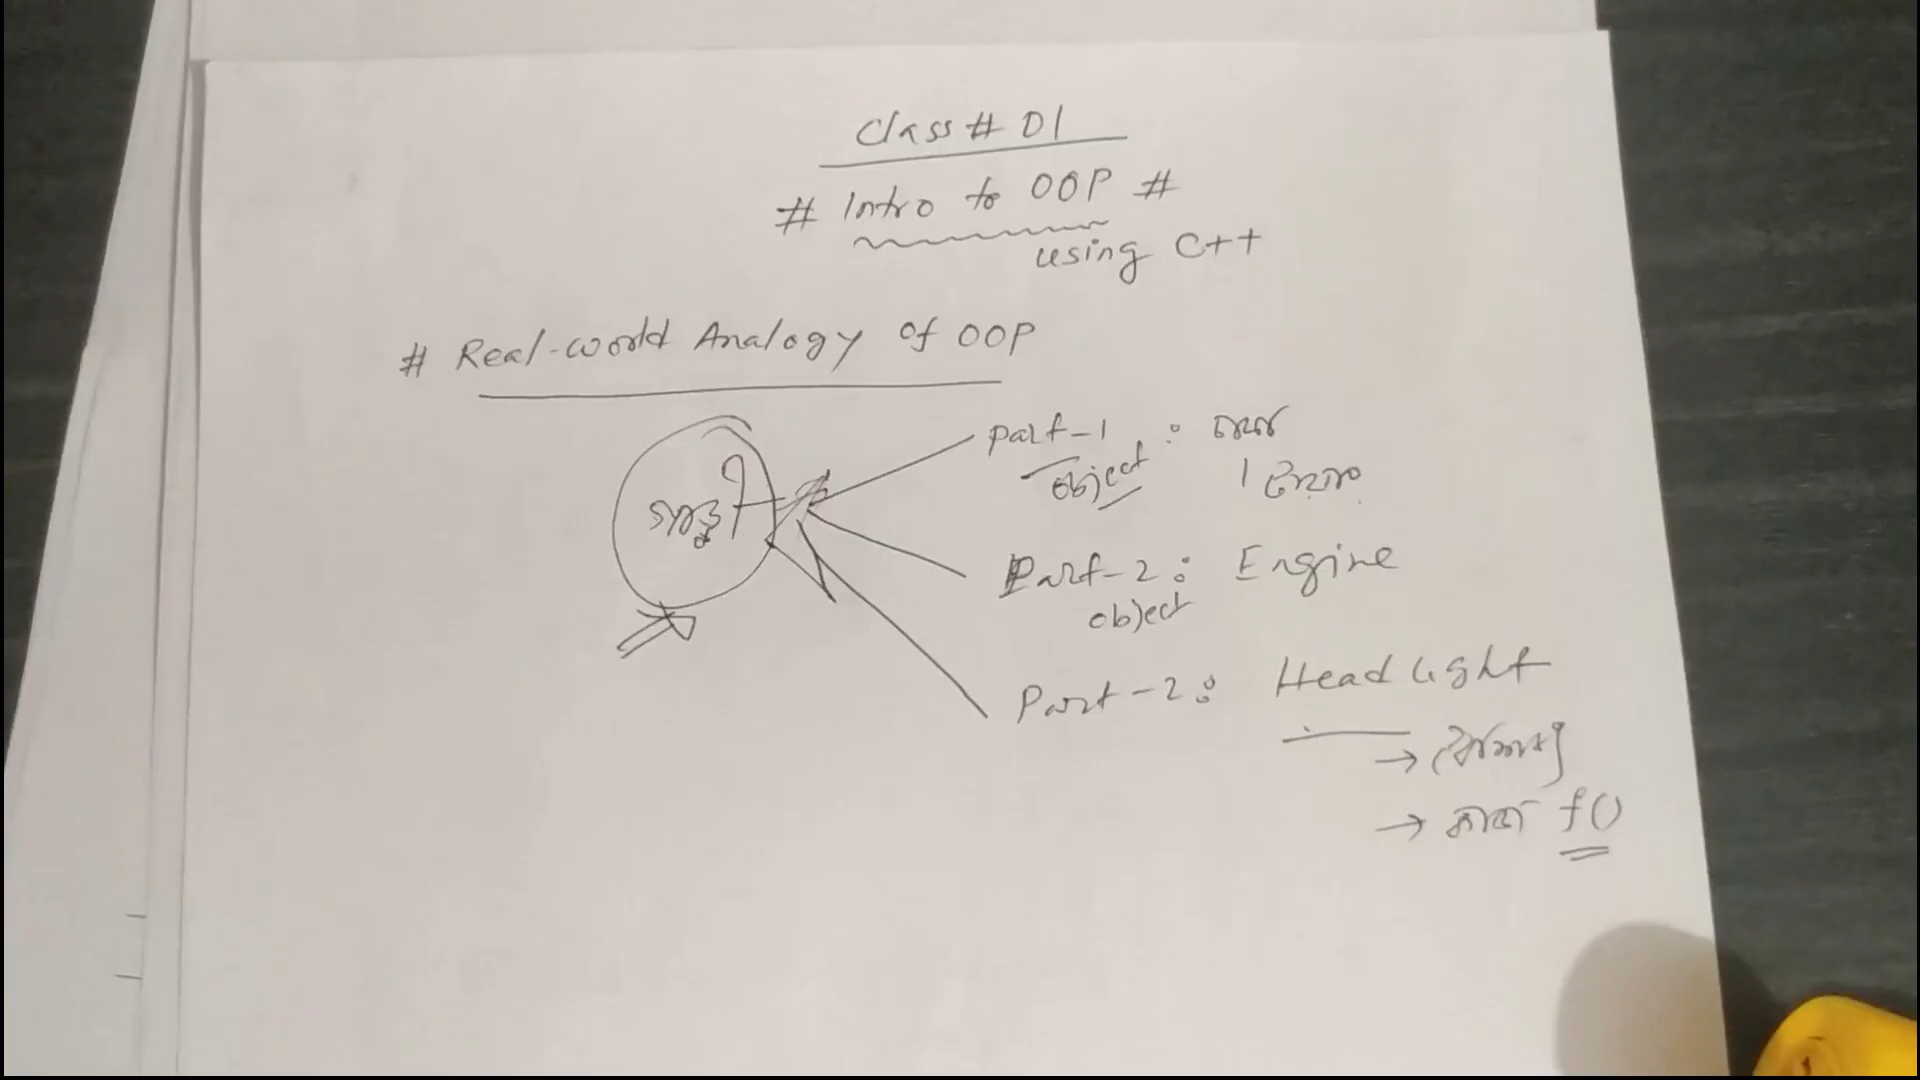 Class # 01
# Intro to OOP #
using C++
# Real-world Analogy of OOP
গাড়ী
Part-1 :
object
Part-2 : Engine
object
Part-2 : Head light
→ বৈশিষ্ট্য
→ কাজ f()